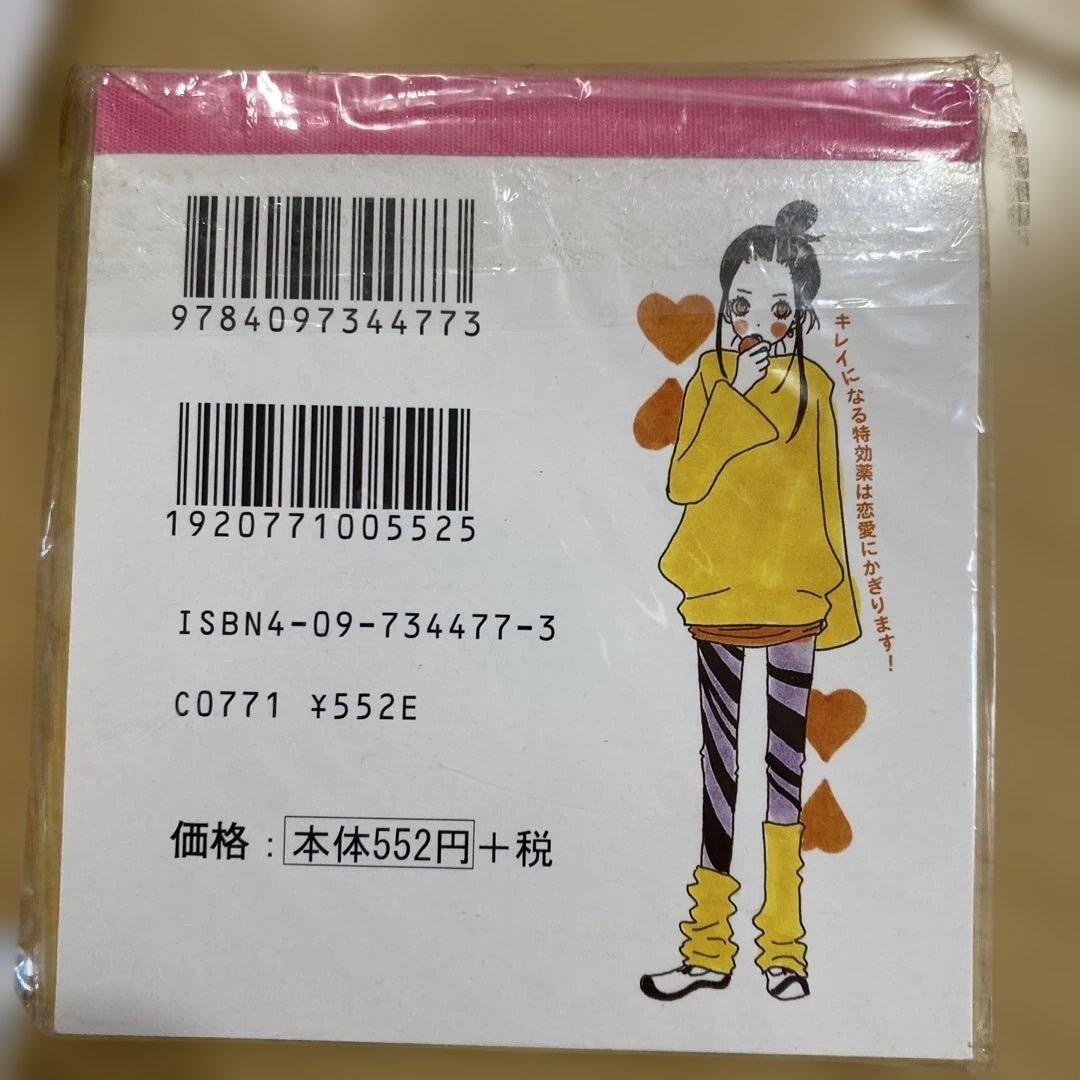 9784097344773
1920771005525
ISBN4-09-734477-3
C0771 ¥552E
価格：本体552円+税
キレイになる特効薬は恋愛にかぎります！